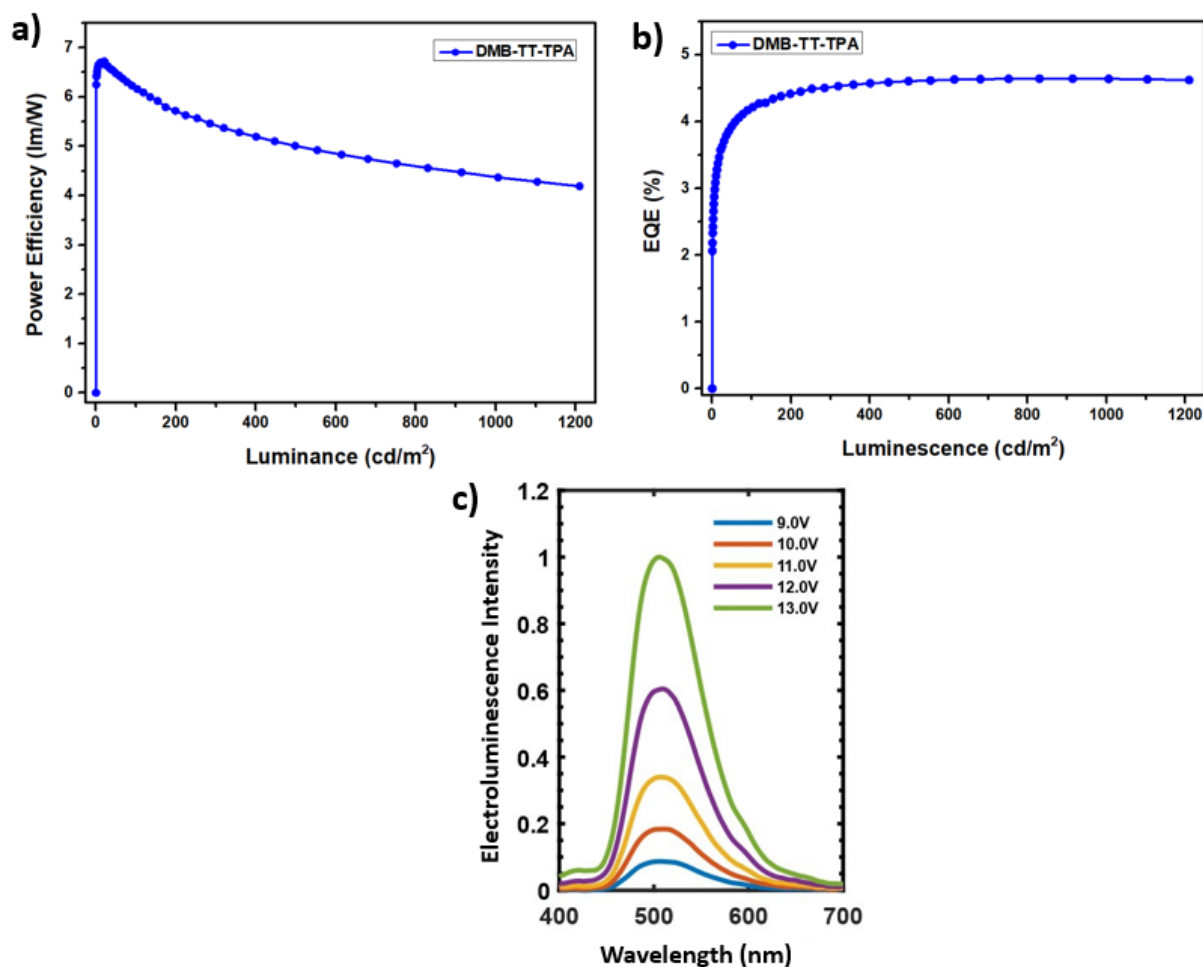 a)
DMB-TT-TPA
7
6
5
4
3
2
1
0
Power Efficiency (lm/W)
0 200 400 600 800 1000 1200
Luminance (cd/m²)
b)
DMB-TT-TPA
5
4
3
2
1
0
EQE (%)
0 200 400 600 800 1000 1200
Luminescence (cd/m²)
c)
1.2
1
0.8
0.6
0.4
0.2
0
Electroluminescence Intensity
9.0V
10.0V
11.0V
12.0V
13.0V
400 500 600 700
Wavelength (nm)